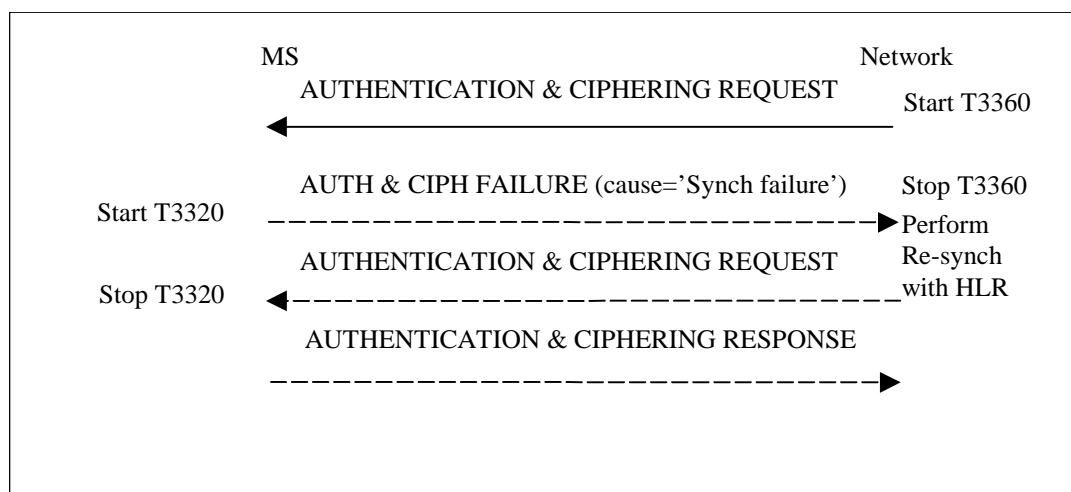 MS
Network
AUTHENTICATION & CIPHERING REQUEST
Start T3360
AUTH & CIPH FAILURE (cause=’Synch failure’)
Stop T3360
Start T3320
Perform
Re-synch
with HLR
AUTHENTICATION & CIPHERING REQUEST
Stop T3320
AUTHENTICATION & CIPHERING RESPONSE